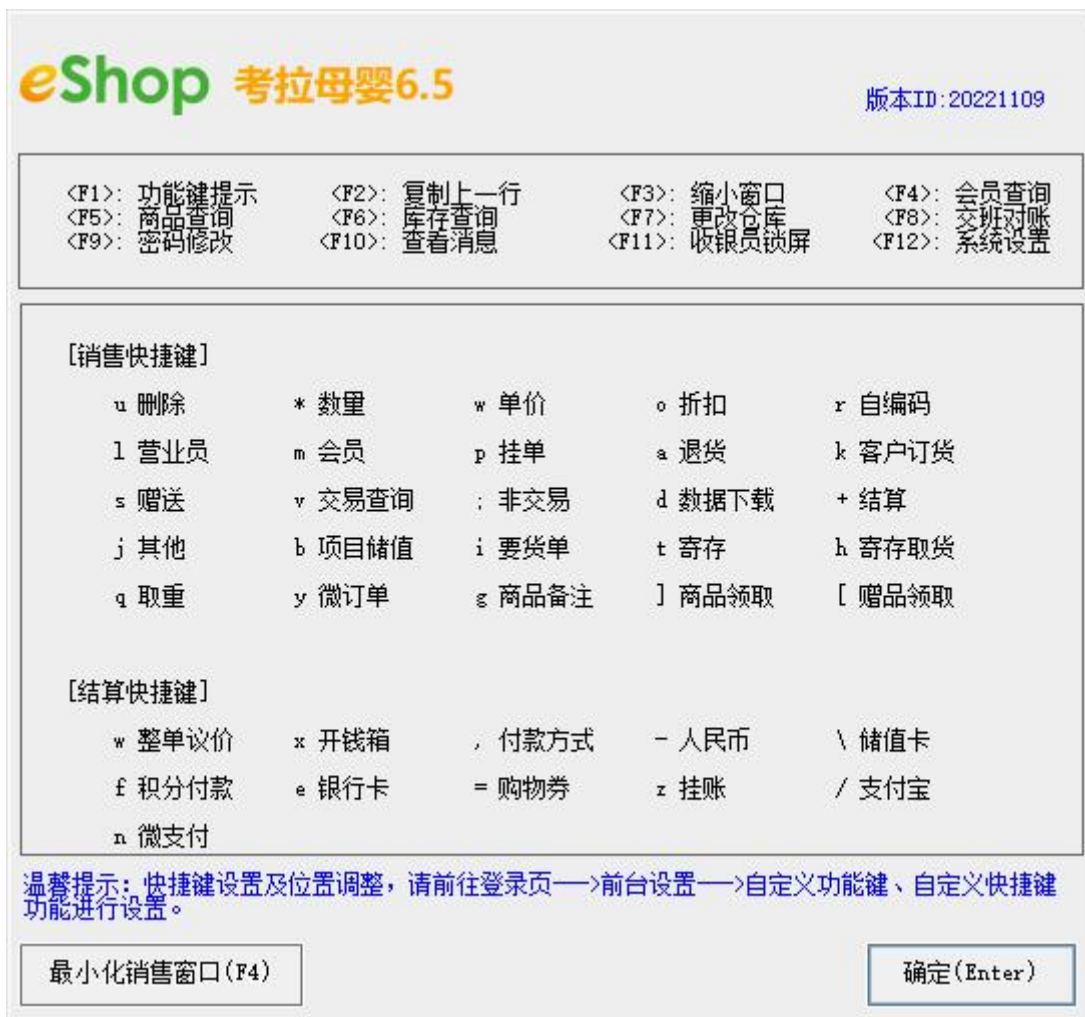 eShop 考拉母婴6.5
版本ID:20221109
<F1>: 功能键提示 <F2>: 复制上一行 <F3>: 缩小窗口 <F4>: 会员查询
<F5>: 商品查询 <F6>: 库存查询 <F7>: 更改仓库 <F8>: 交班对账
<F9>: 密码修改 <F10>: 查看消息 <F11>: 收银员锁屏 <F12>: 系统设置
[销售快捷键]
u 删除 * 数量 w 单价 o 折扣 r 自编码
l 营业员 m 会员 p 挂单 a 退货 k 客户订货
s 赠送 v 交易查询 ; 非交易 d 数据下载 + 结算
j 其他 b 项目储值 i 要货单 t 寄存 h 寄存取货
q 取重 y 微订单 g 商品备注 ] 商品领取 [ 赠品领取
[结算快捷键]
w 整单议价 x 开钱箱 , 付款方式 - 人民币 \ 储值卡
f 积分付款 e 银行卡 = 购物券 z 挂账 / 支付宝
n 微支付
温馨提示: 快捷键设置及位置调整，请前往登录页——>前台设置——>自定义功能键、自定义快捷键
功能进行设置。
最小化销售窗口(F4) 确定(Enter)